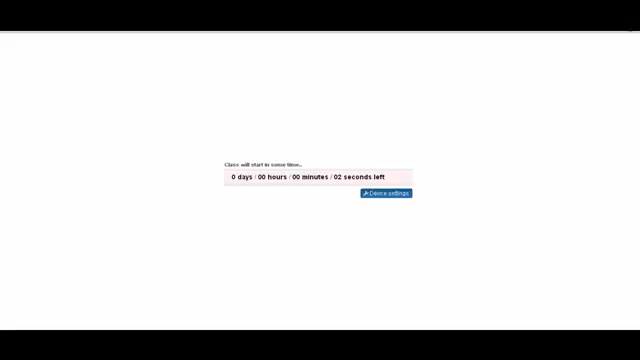 Class will start in some time..
0 days / 00 hours / 00 minutes / 02 seconds left
Device settings